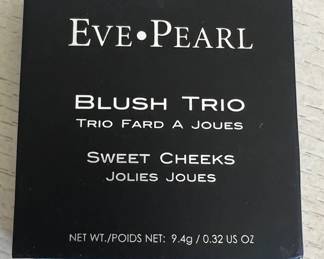 EVE•PEARL
BLUSH TRIO
TRIO FARD A JOUES
SWEET CHEEKS
JOLIES JOUES
NET WT./POIDS NET: 9.4g / 0.32 US OZ